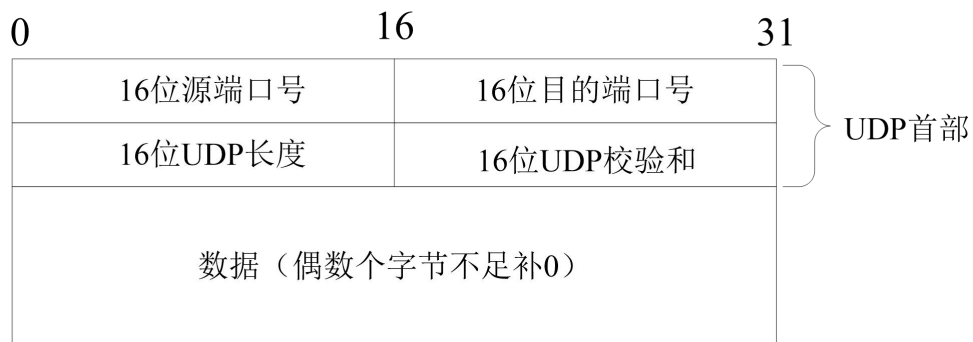 0 16 31
16位源端口号 16位目的端口号
UDP首部
16位UDP长度 16位UDP校验和
数据（偶数个字节不足补0）